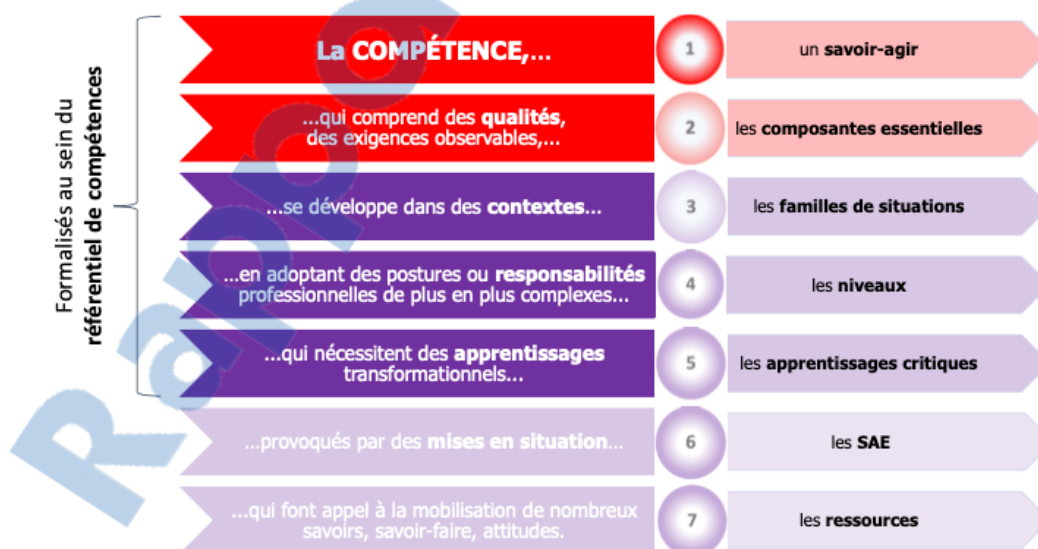 Formalisés au sein du
référentiel de compétences
La COMPÉTENCE,...
1
un savoir-agir
...qui comprend des qualités,
des exigences observables,...
2
les composantes essentielles
...se développe dans des contextes...
3
les familles de situations
...en adoptant des postures ou responsabilités
professionnelles de plus en plus complexes...
4
les niveaux
...qui nécessitent des apprentissages
transformationnels...
5
les apprentissages critiques
...provoqués par des mises en situation...
6
les SAE
...qui font appel à la mobilisation de nombreux
savoirs, savoir-faire, attitudes.
7
les ressources